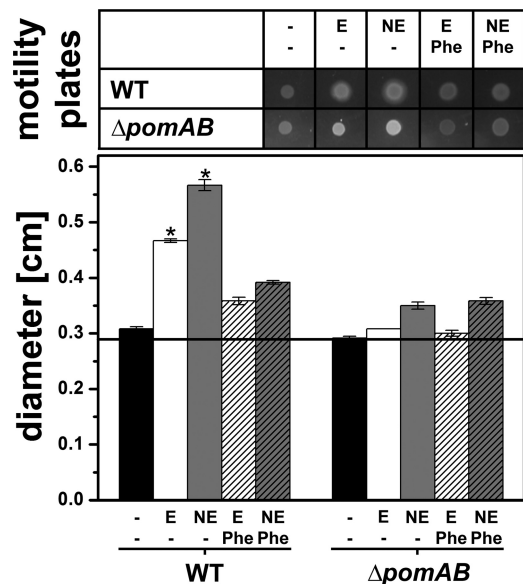 motility plates
- E NE E NE
- - - Phe Phe
WT
ΔpomAB
diameter [cm]
0.6
0.5
0.4
0.3
0.2
0.1
0.0
* *
- E NE E NE - E NE E NE
- - - Phe Phe - - - Phe Phe
WT ΔpomAB